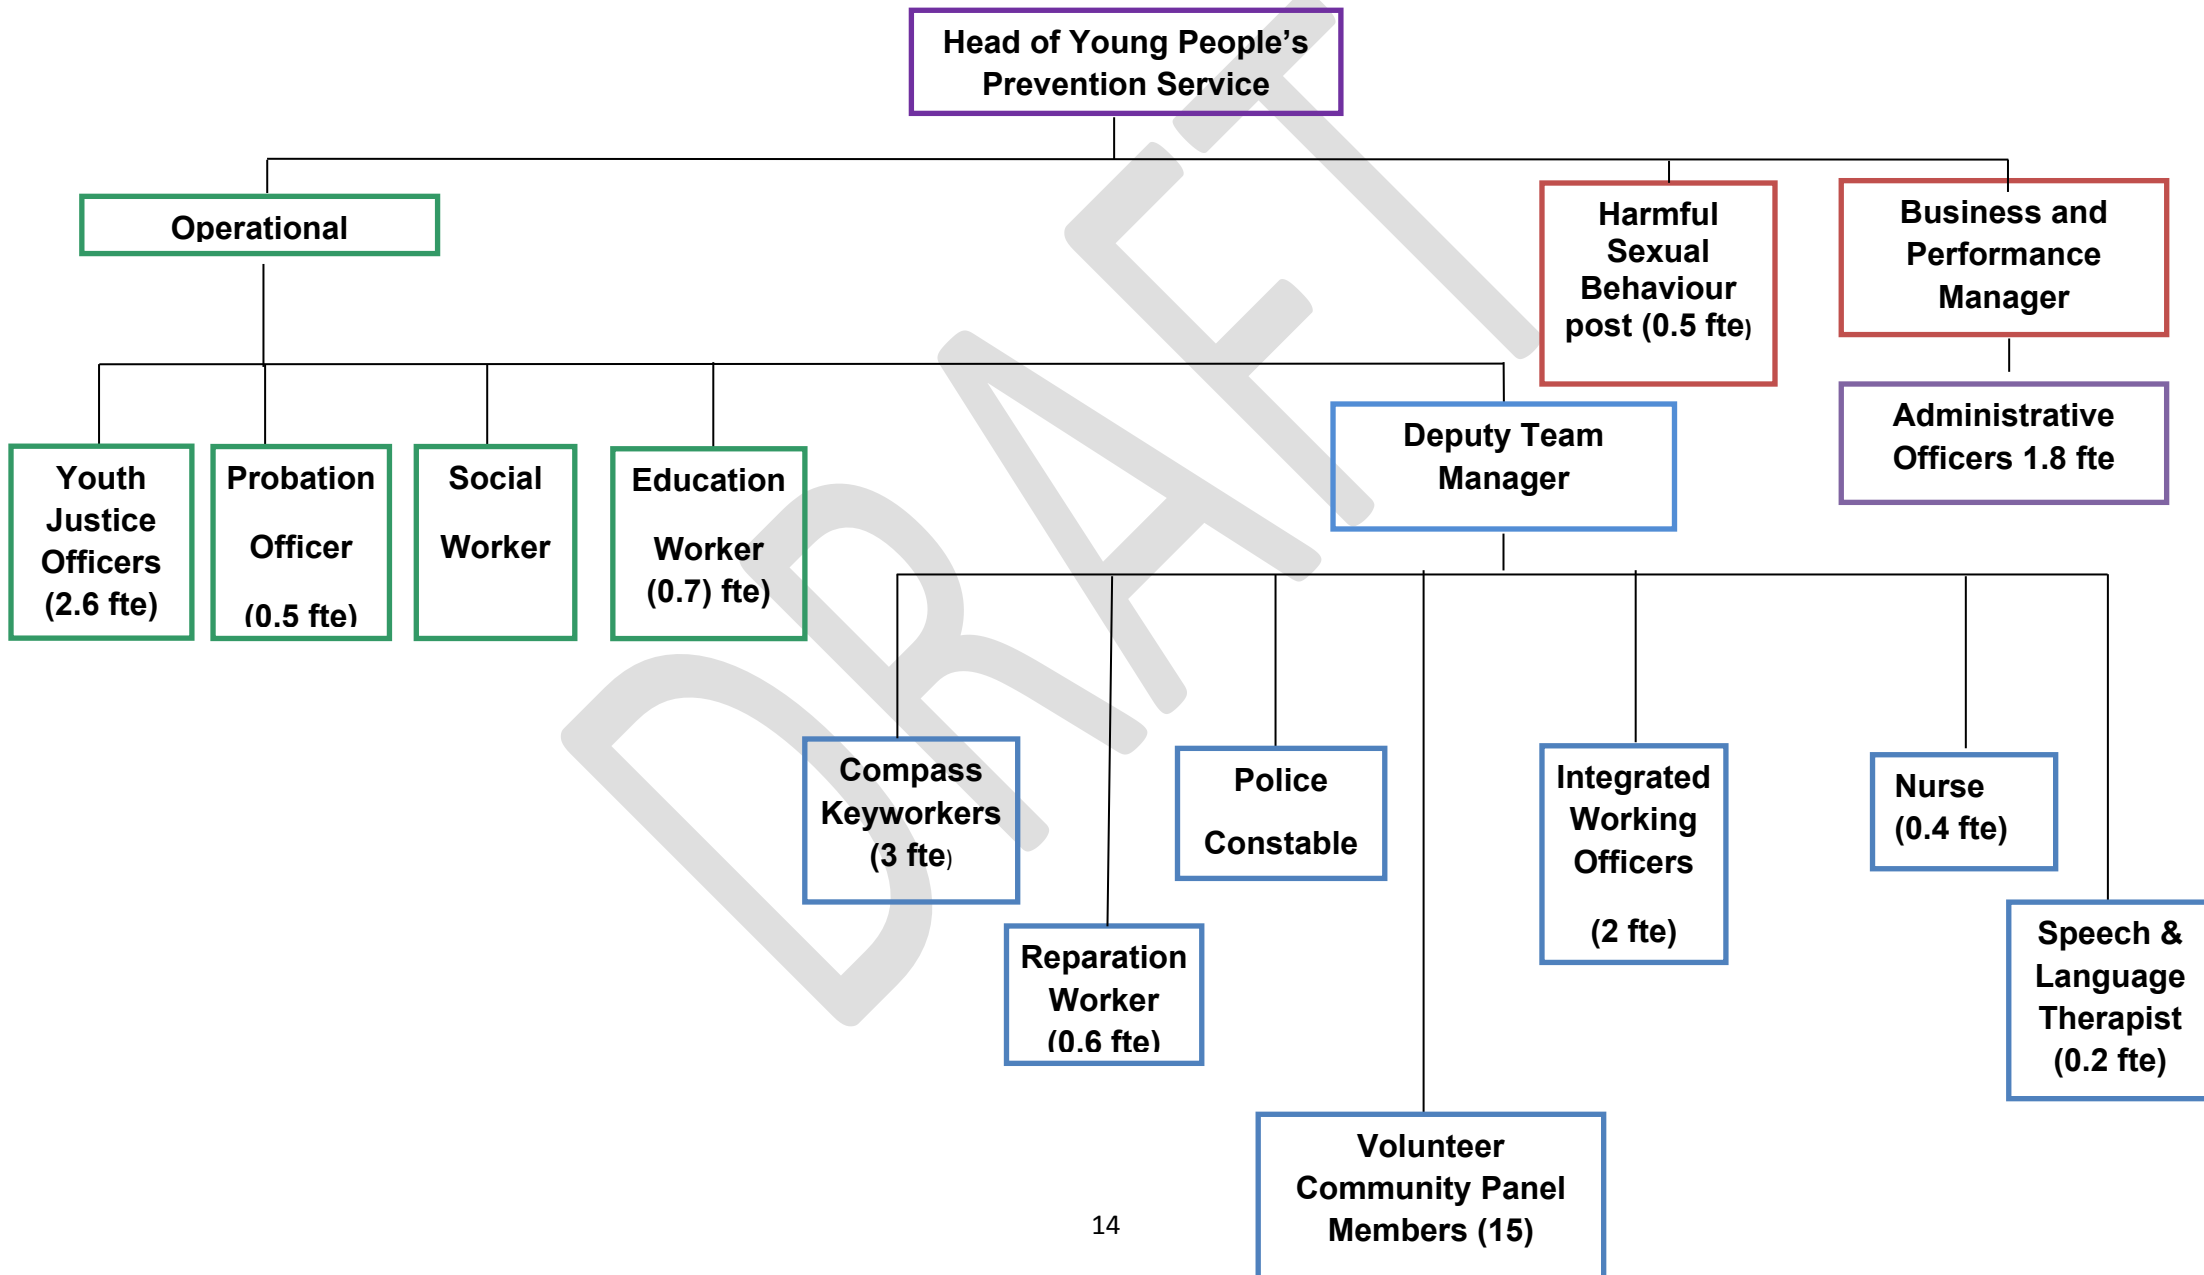 Head of Young People’s
Prevention Service
Operational
Harmful
Sexual
Behaviour
post (0.5 fte)
Business and
Performance
Manager
Administrative
Officers 1.8 fte
Youth
Justice
Officers
(2.6 fte)
Probation
Officer
(0.5 fte)
Social
Worker
Education
Worker
(0.7) fte)
Deputy Team
Manager
Compass
Keyworkers
(3 fte)
Reparation
Worker
(0.6 fte)
Police
Constable
Volunteer
Community Panel
Members (15)
Integrated
Working
Officers
(2 fte)
Nurse
(0.4 fte)
Speech &
Language
Therapist
(0.2 fte)
DRAFT
14